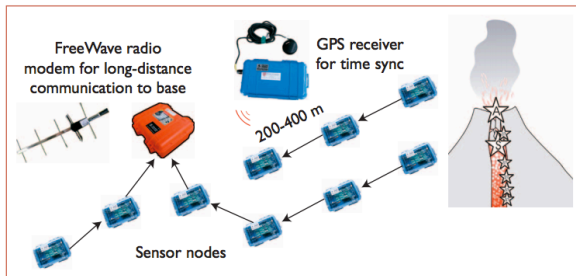 FreeWave radio
modem for long-distance
communication to base
GPS receiver
for time sync
200-400 m
Sensor nodes